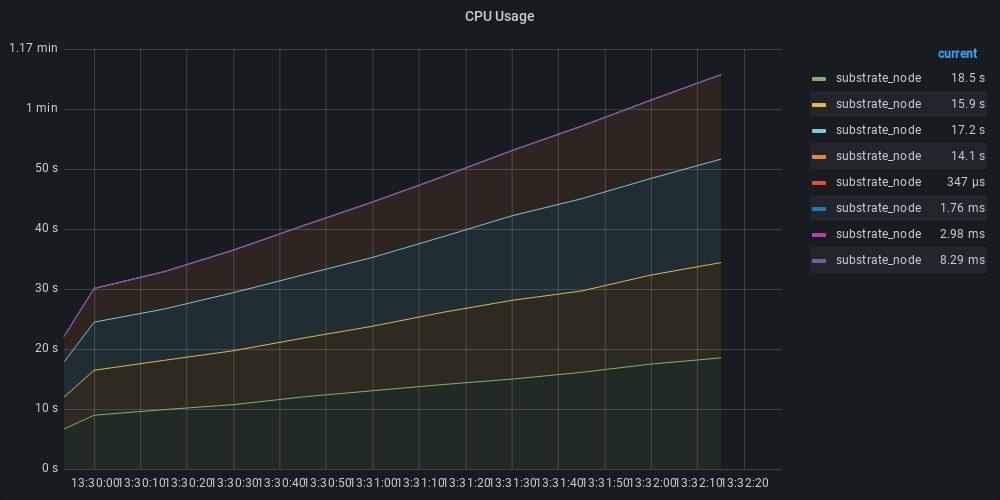 CPU Usage
1.17 min
1 min
50 s
40 s
30 s
20 s
10 s
0 s
13:30:00 13:30:10 13:30:20 13:30:30 13:30:40 13:30:50 13:31:00 13:31:10 13:31:20 13:31:30 13:31:40 13:31:50 13:32:00 13:32:10 13:32:20
current
substrate_node 18.5 s
substrate_node 15.9 s
substrate_node 17.2 s
substrate_node 14.1 s
substrate_node 347 µs
substrate_node 1.76 ms
substrate_node 2.98 ms
substrate_node 8.29 ms